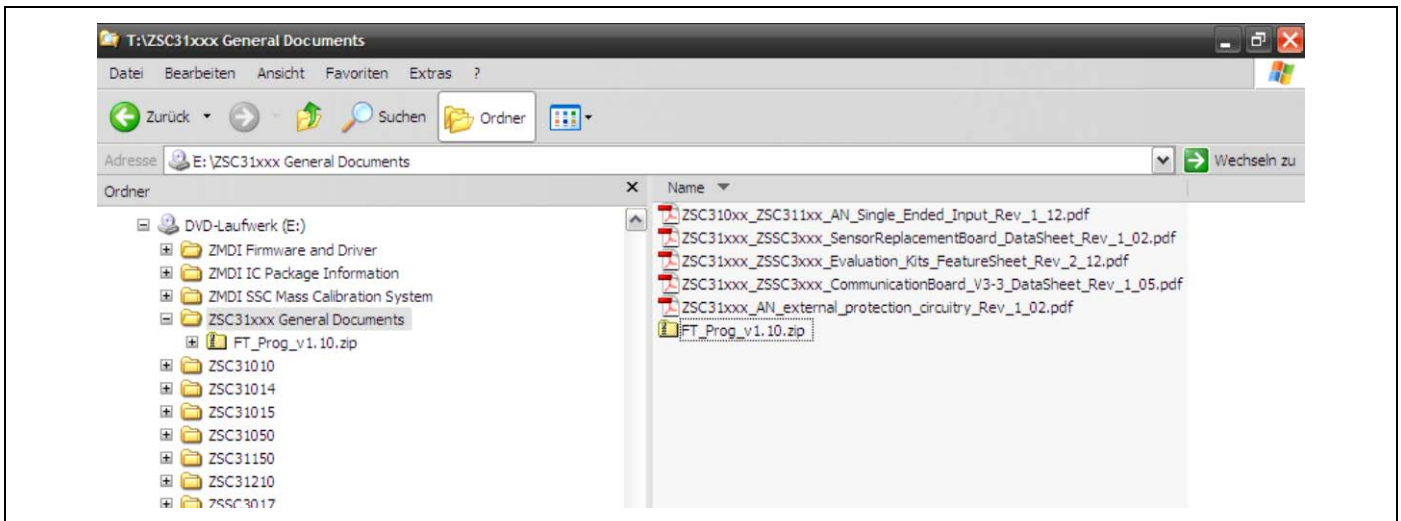 T:\ZSC31xxx General Documents
Datei Bearbeiten Ansicht Favoriten Extras ?
Zurück Suchen Ordner
Adresse E: \ZSC31xxx General Documents Wechseln zu
Ordner
DVD-Laufwerk (E:)
ZMDI Firmware and Driver
ZMDI IC Package Information
ZMDI SSC Mass Calibration System
ZSC31xxx General Documents
FT_Prog_v1.10.zip
ZSC31010
ZSC31014
ZSC31015
ZSC31050
ZSC31150
ZSC31210
ZSSC3017
Name
ZSC310xx_ZSC311xx_AN_Single_Ended_Input_Rev_1_12.pdf
ZSC31xxx_ZSSC3xxx_SensorReplacementBoard_DataSheet_Rev_1_02.pdf
ZSC31xxx_ZSSC3xxx_Evaluation_Kits_FeatureSheet_Rev_2_12.pdf
ZSC31xxx_ZSSC3xxx_CommunicationBoard_V3-3_DataSheet_Rev_1_05.pdf
ZSC31xxx_AN_external_protection_circuitry_Rev_1_02.pdf
FT_Prog_v1.10.zip